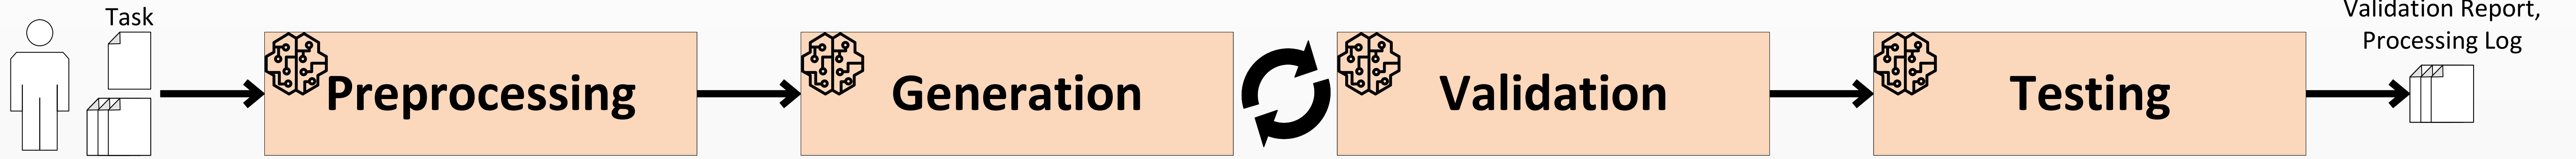 Task
Preprocessing
Generation
Validation
Testing
Validation Report,
Processing Log